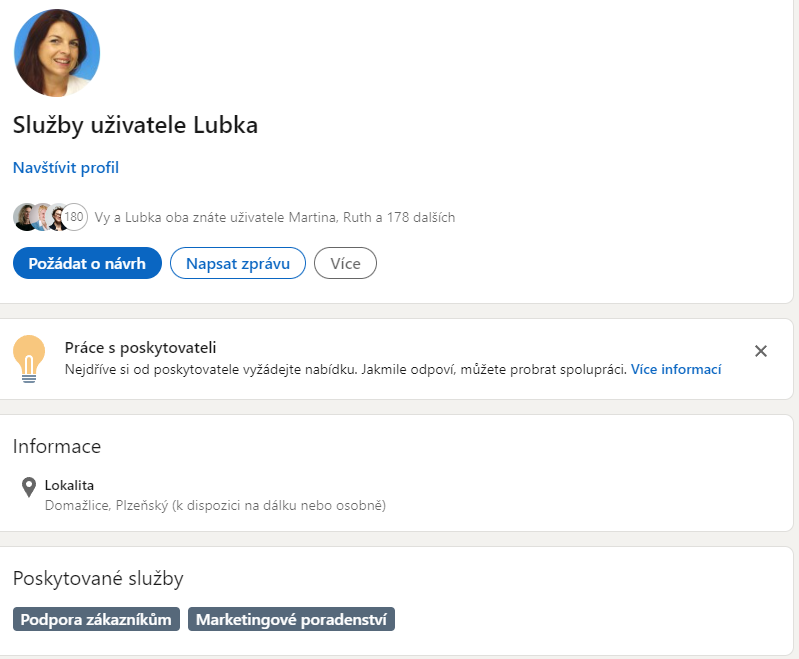 Služby uživatele Lubka
Navštívit profil
180
Vy a Lubka oba znáte uživatele Martina, Ruth a 178 dalších
Požádat o návrh
Napsat zprávu
Více
Práce s poskytovateli
Nejdříve si od poskytovatele vyžádejte nabídku. Jakmile odpoví, můžete probrat spolupráci. Více informací
Informace
Lokalita
Domažlice, Plzeňský (k dispozici na dálku nebo osobně)
Poskytované služby
Podpora zákazníkům
Marketingové poradenství